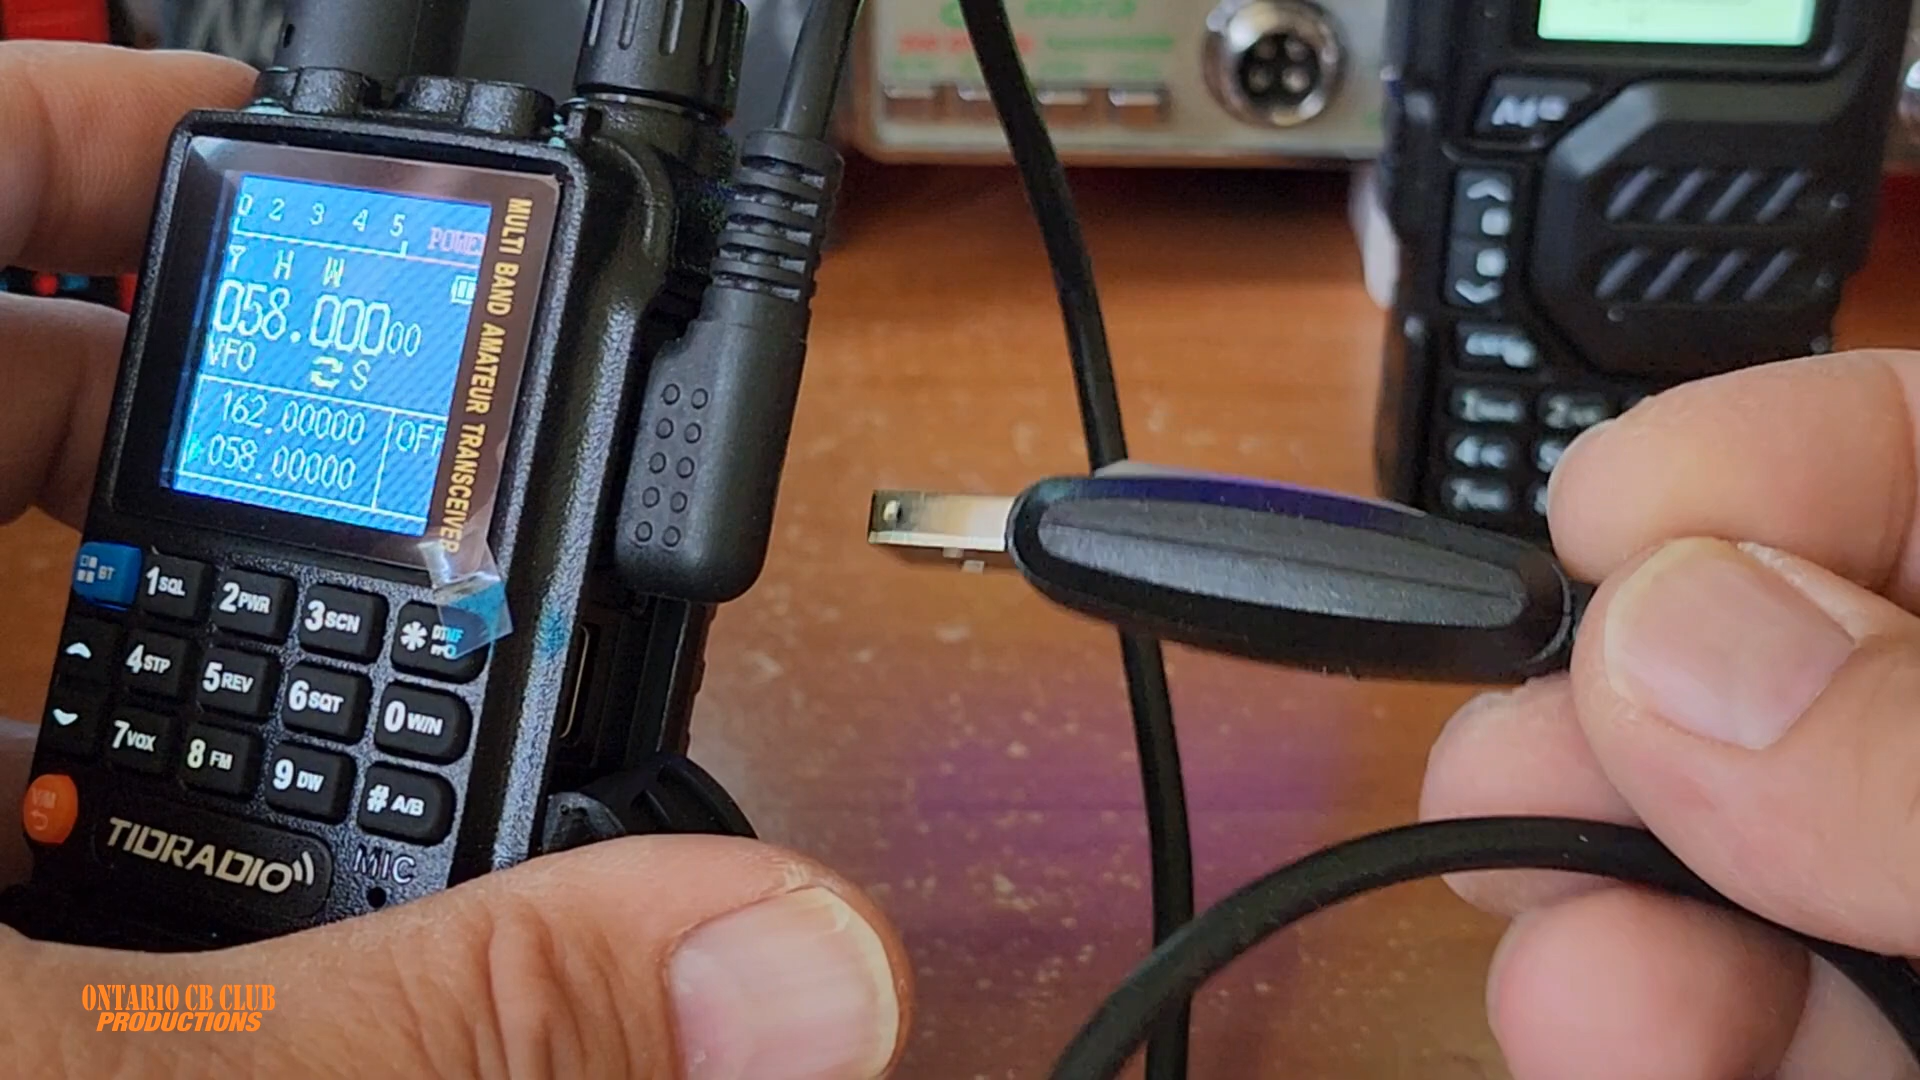 0 2 3 4 5 POWE
T H W
058.00000
VFO S
162.00000 OFF
058.00000
MULTI BAND AMATEUR TRANSCEIVER
BT 1SQL 2PWR 3SCN *DTMF
4STP 5REV 6SQT 0W/N
7VOX 8FM 9DW #A/B
V/M
TIDRADIO MIC
ONTARIO CB CLUB
PRODUCTIONS